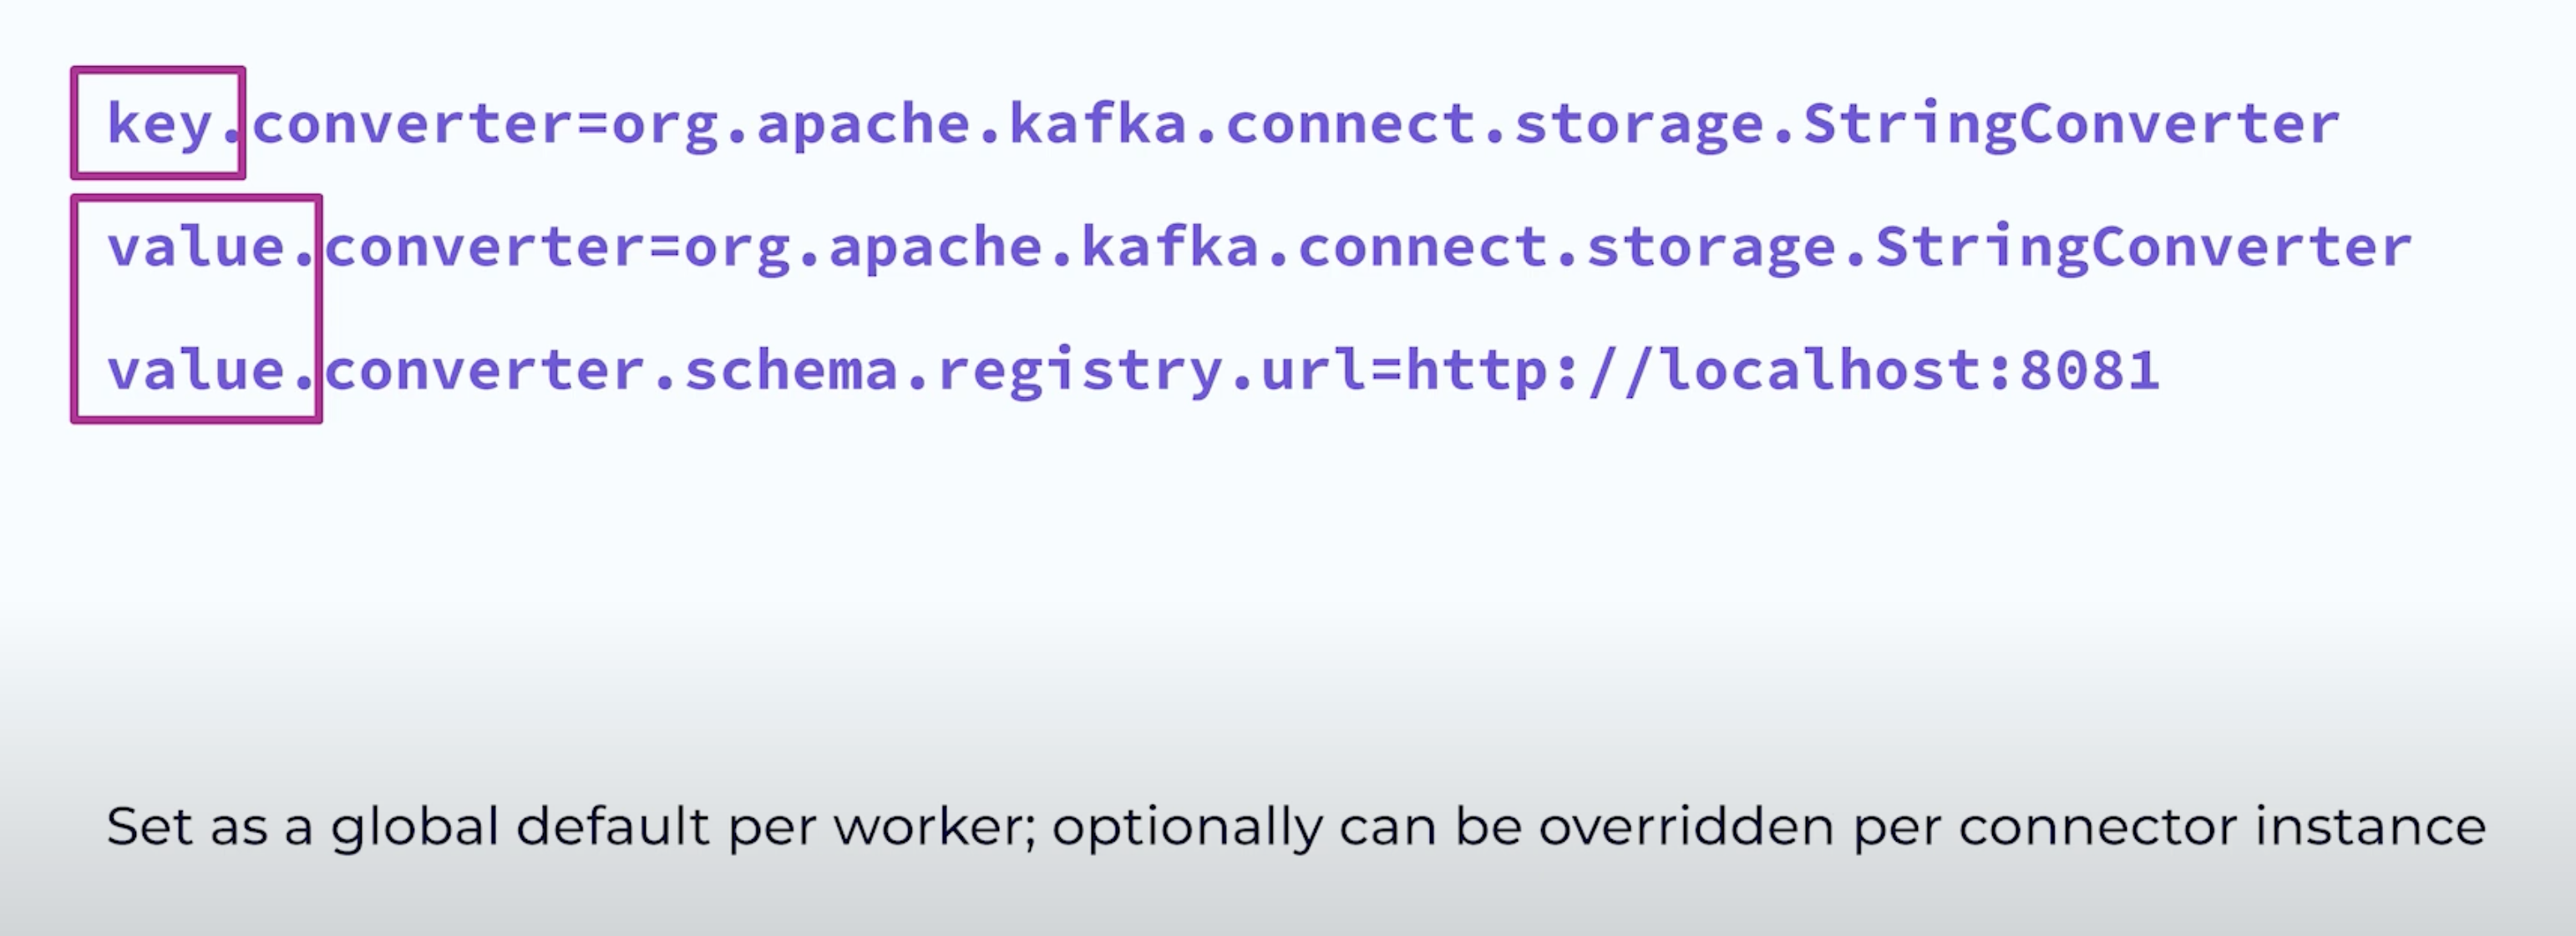 key.converter=org.apache.kafka.connect.storage.StringConverter
value.converter=org.apache.kafka.connect.storage.StringConverter
value.converter.schema.registry.url=http://localhost:8081
Set as a global default per worker; optionally can be overridden per connector instance